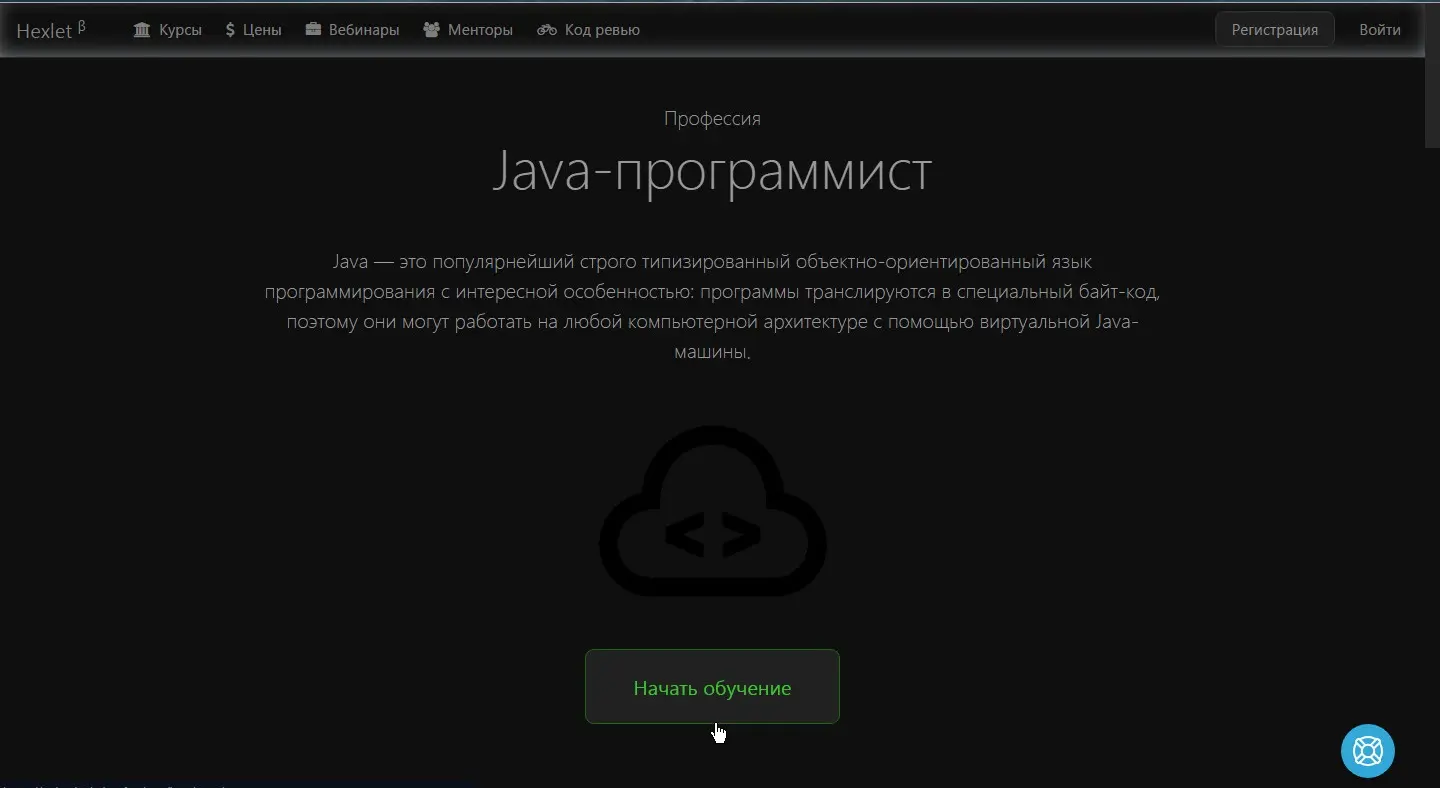 Hexlet β Курсы $ Цены Вебинары Менторы Код ревью Регистрация Войти
Профессия
Java-программист
Java — это популярнейший строго типизированный объектно-ориентированный язык
программирования с интересной особенностью: программы транслируются в специальный байт-код,
поэтому они могут работать на любой компьютерной архитектуре с помощью виртуальной Java-
машины.
< >
Начать обучение